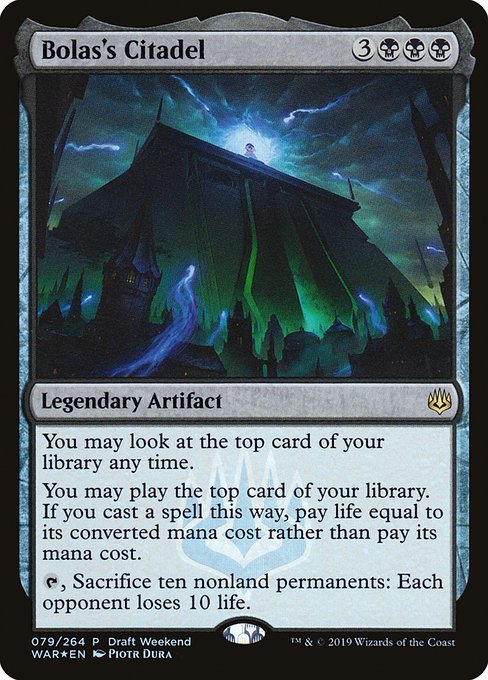 Bolas's Citadel 3
Legendary Artifact
You may look at the top card of your
library any time.
You may play the top card of your library.
If you cast a spell this way, pay life equal to
its converted mana cost rather than pay its
mana cost.
, Sacrifice ten nonland permanents: Each
opponent loses 10 life.
079/264 P Draft Weekend
WAR★EN Piotr Dura
™ & © 2019 Wizards of the Coast